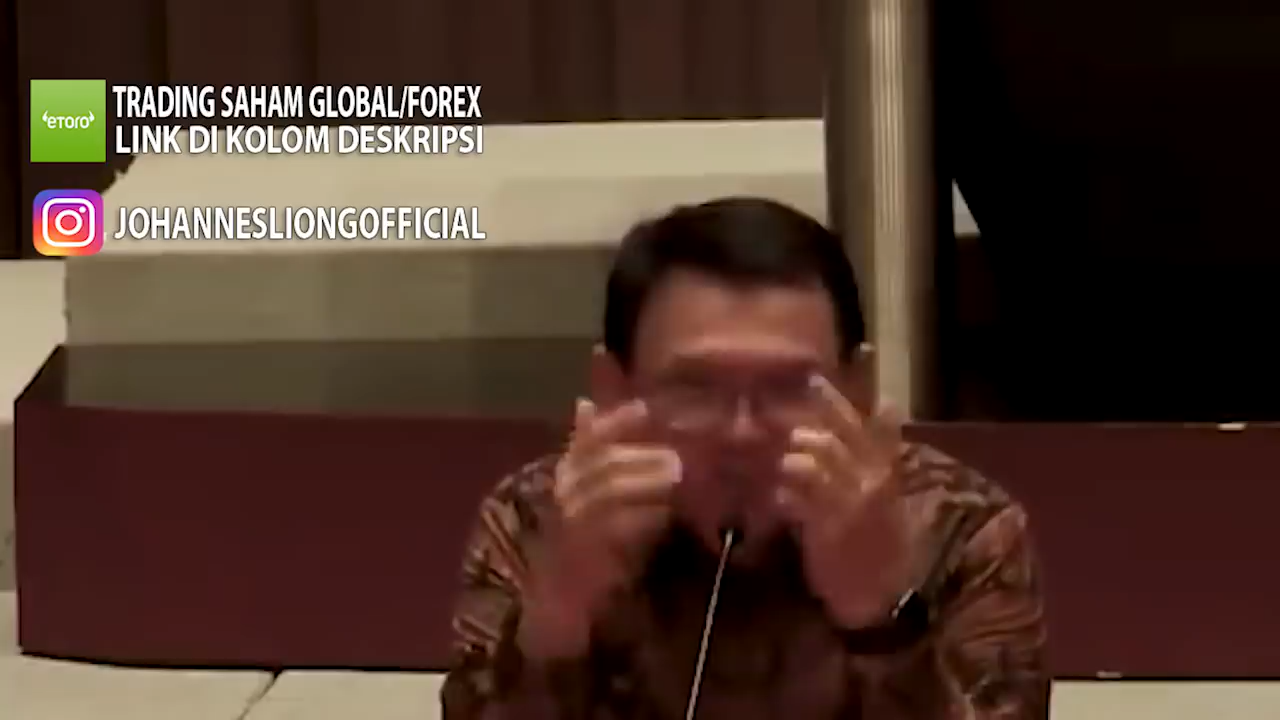 eToro
TRADING SAHAM GLOBAL/FOREX
LINK DI KOLOM DESKRIPSI
JOHANNESLIONGOFFICIAL